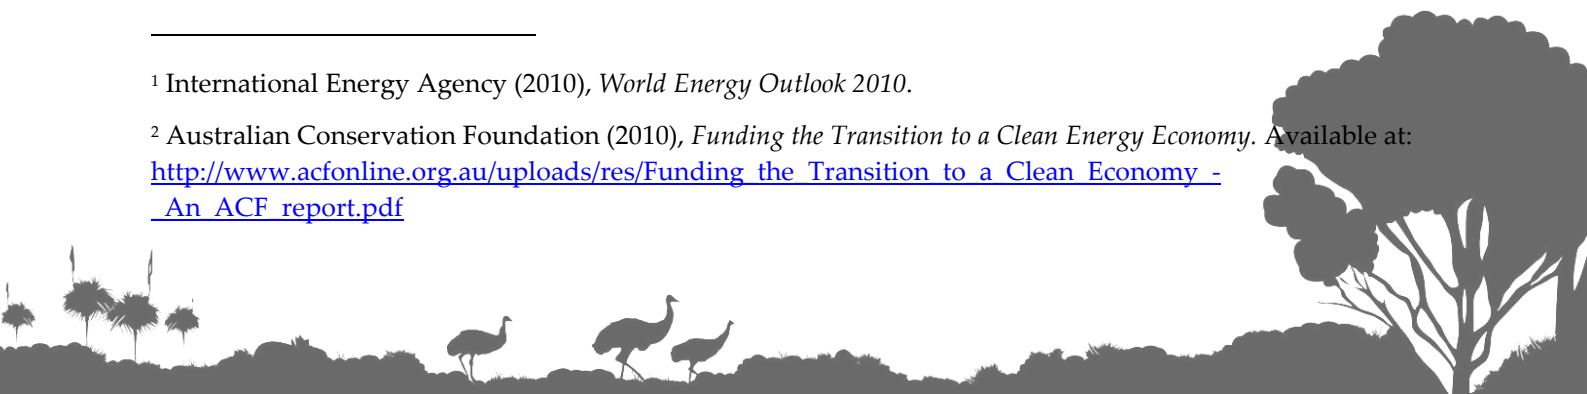 ¹ International Energy Agency (2010), World Energy Outlook 2010.
² Australian Conservation Foundation (2010), Funding the Transition to a Clean Energy Economy. Available at:
http://www.acfonline.org.au/uploads/res/Funding_the_Transition_to_a_Clean_Economy_-
_An_ACF_report.pdf